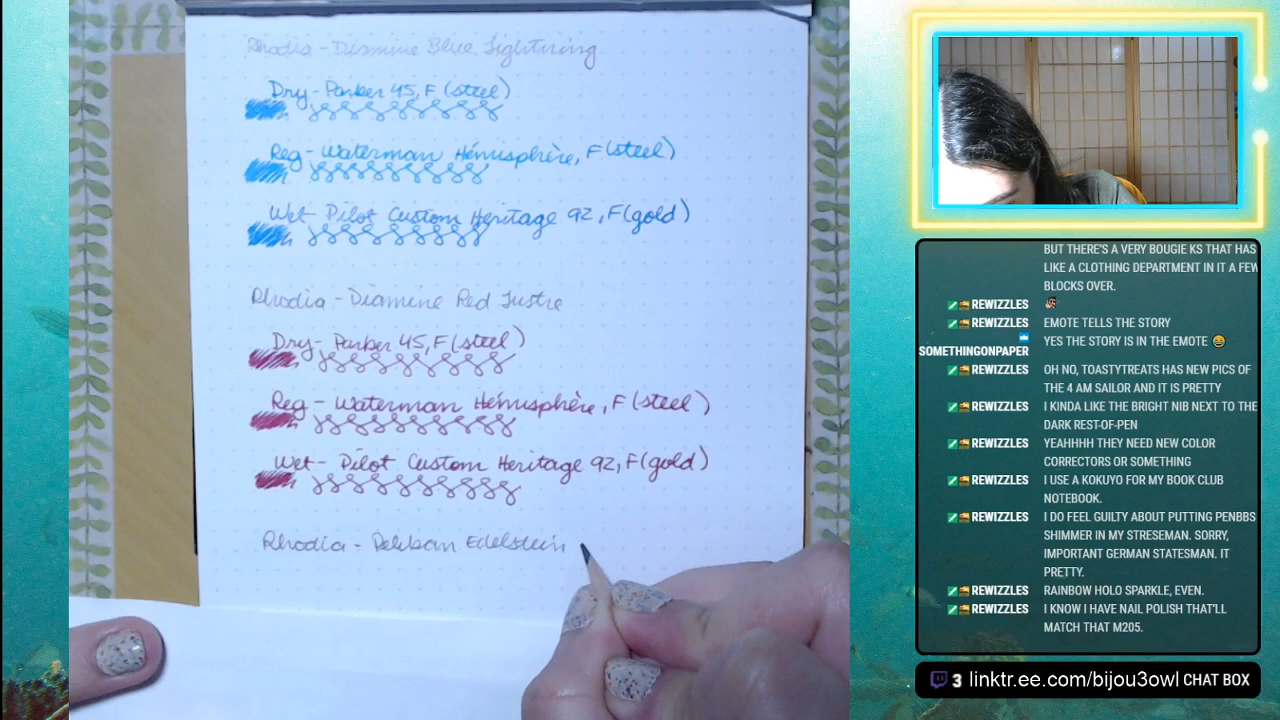 Rhodia - Diamine Blue Lightning
Dry - Parker 45, F (steel)
Reg - Waterman Hémisphère, F (steel)
Wet - Pilot Custom Heritage 92, F (gold)
Rhodia - Diamine Red Lustre
Dry - Parker 45, F (steel)
Reg - Waterman Hémisphère, F (steel)
Wet - Pilot Custom Heritage 92, F (gold)
Rhodia - Pelikan Edelstein
BUT THERE'S A VERY BOUGIE KS THAT HAS
LIKE A CLOTHING DEPARTMENT IN IT A FEW
BLOCKS OVER.
REWIZZLES
REWIZZLES EMOTE TELLS THE STORY
SOMETHINGONPAPER YES THE STORY IS IN THE EMOTE
REWIZZLES OH NO, TOASTYTREATS HAS NEW PICS OF
THE 4 AM SAILOR AND IT IS PRETTY
REWIZZLES I KINDA LIKE THE BRIGHT NIB NEXT TO THE
DARK REST-OF-PEN
REWIZZLES YEAHHHH THEY NEED NEW COLOR
CORRECTORS OR SOMETHING
REWIZZLES I USE A KOKUYO FOR MY BOOK CLUB
NOTEBOOK.
REWIZZLES I DO FEEL GUILTY ABOUT PUTTING PENBBS
SHIMMER IN MY STRESEMAN. SORRY,
IMPORTANT GERMAN STATESMAN. IT
PRETTY.
REWIZZLES RAINBOW HOLO SPARKLE, EVEN.
REWIZZLES I KNOW I HAVE NAIL POLISH THAT'LL
MATCH THAT M205.
3 linktr.ee.com/bijou3owl CHAT BOX